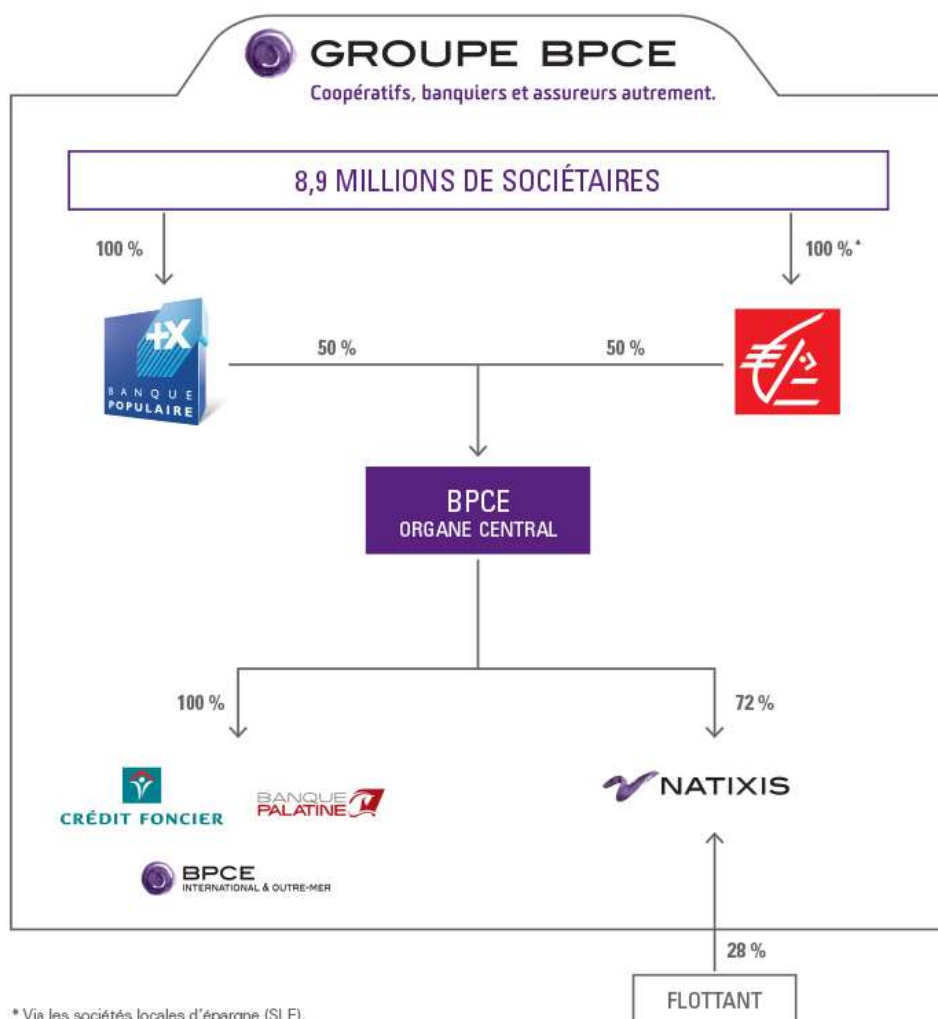 GROUPE BPCE
Coopératifs, banquiers et assureurs autrement.
8,9 MILLIONS DE SOCIÉTAIRES
100 %
100 % *
+X
BANQUE
POPULAIRE
50 %
50 %
BPCE
ORGANE CENTRAL
100 %
72 %
CRÉDIT FONCIER
BANQUE
PALATINE
NATIXIS
BPCE
INTERNATIONAL & OUTRE-MER
28 %
FLOTTANT
* Via les sociétés locales d'épargne (SLE).